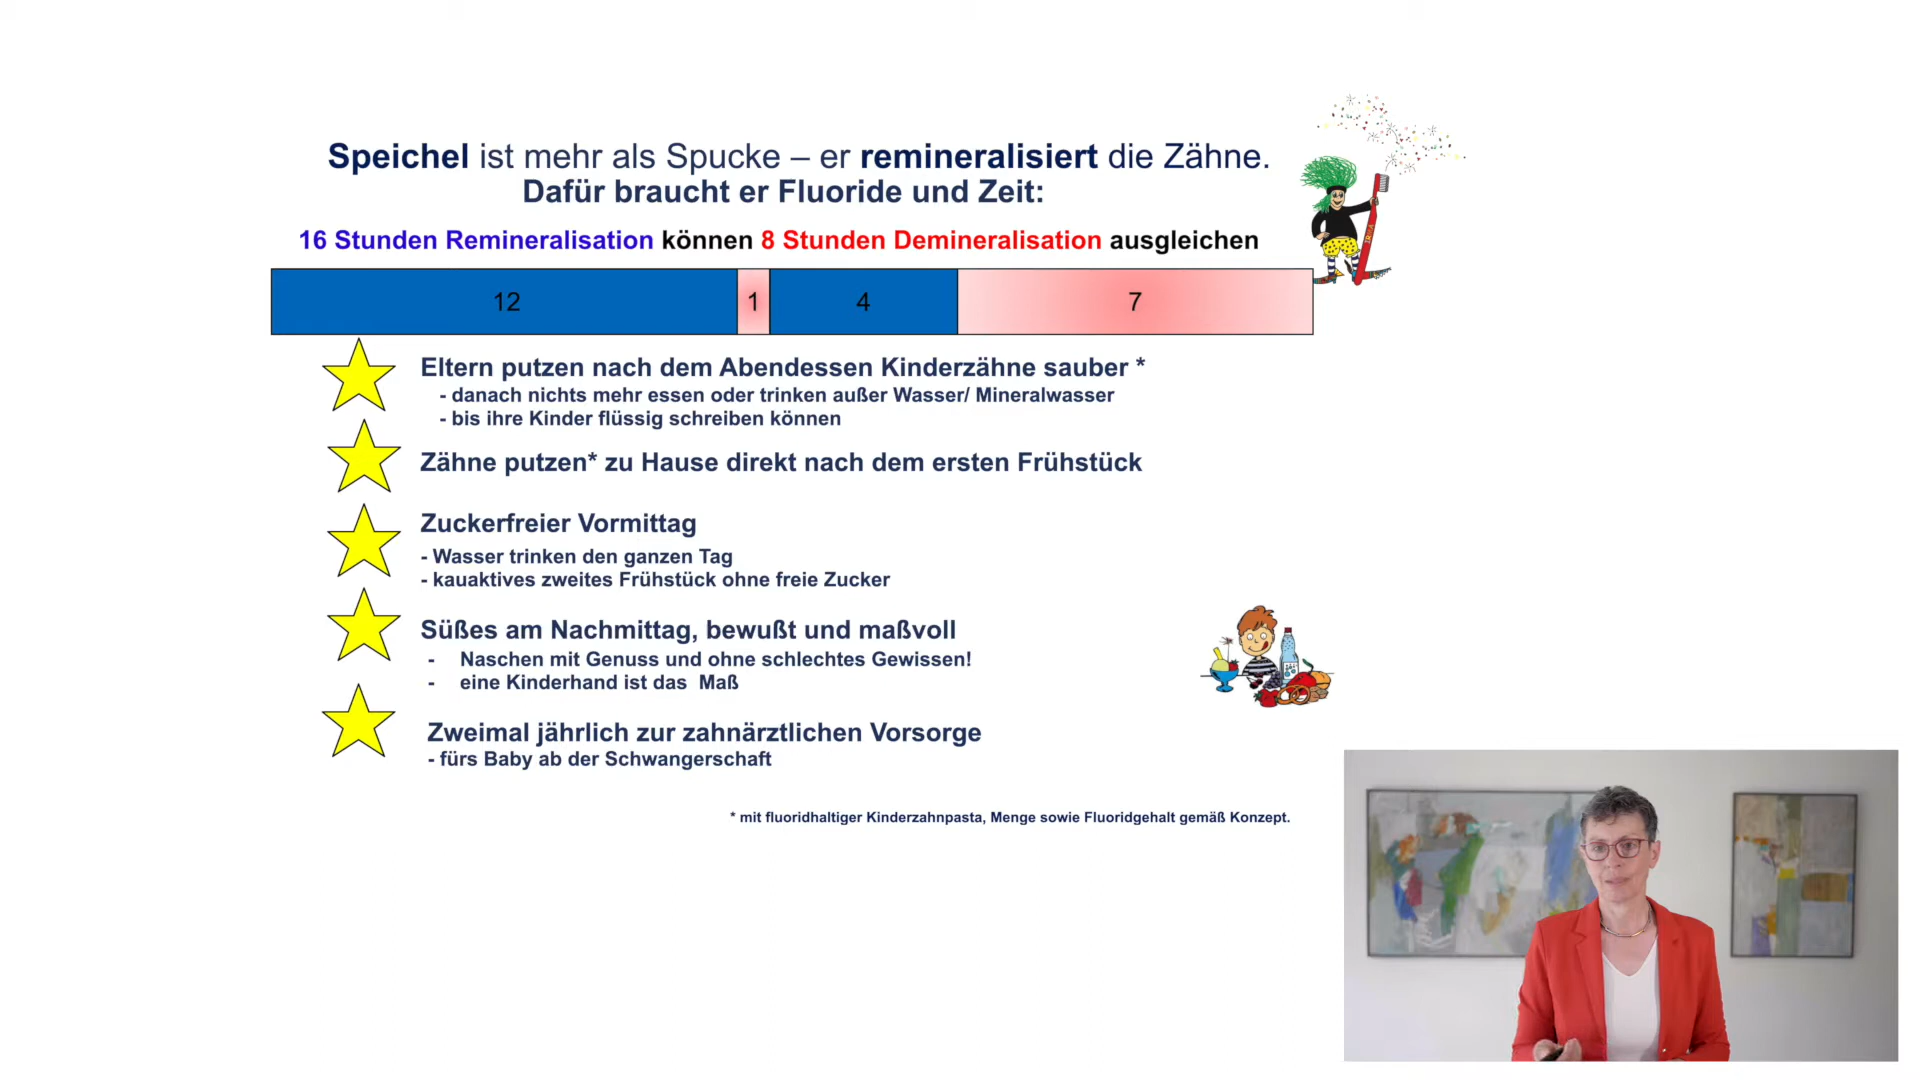 Speichel ist mehr als Spucke – er remineralisiert die Zähne.
Dafür braucht er Fluoride und Zeit:
16 Stunden Remineralisation können 8 Stunden Demineralisation ausgleichen
12 1 4 7
Eltern putzen nach dem Abendessen Kinderzähne sauber *
- danach nichts mehr essen oder trinken außer Wasser/ Mineralwasser
- bis ihre Kinder flüssig schreiben können
Zähne putzen* zu Hause direkt nach dem ersten Frühstück
Zuckerfreier Vormittag
- Wasser trinken den ganzen Tag
- kauaktives zweites Frühstück ohne freie Zucker
Süßes am Nachmittag, bewußt und maßvoll
- Naschen mit Genuss und ohne schlechtes Gewissen!
- eine Kinderhand ist das Maß
Zweimal jährlich zur zahnärztlichen Vorsorge
- fürs Baby ab der Schwangerschaft
* mit fluoridhaltiger Kinderzahnpasta, Menge sowie Fluoridgehalt gemäß Konzept.